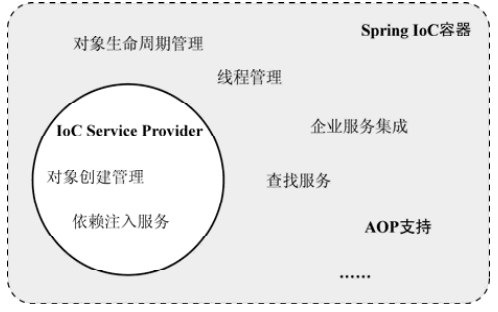 Spring IoC容器
对象生命周期管理
线程管理
IoC Service Provider
企业服务集成
对象创建管理
查找服务
依赖注入服务
AOP支持
......